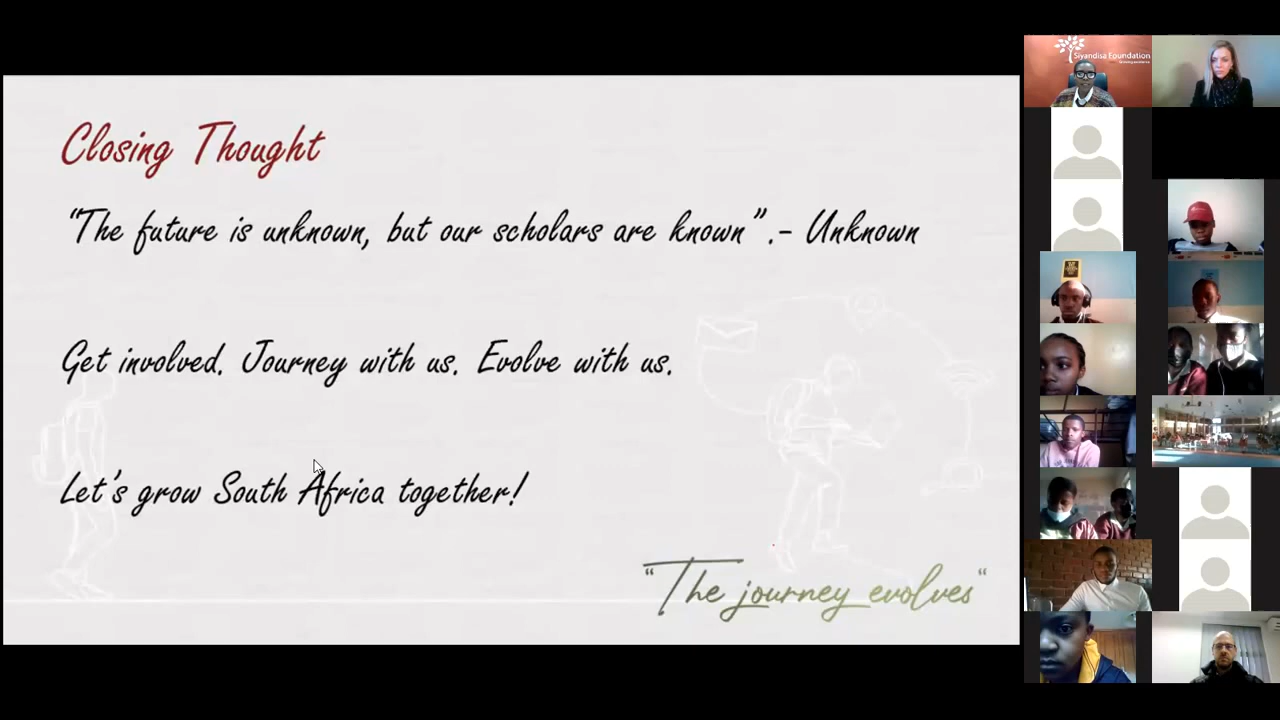 Closing Thought
“The future is unknown, but our scholars are known”.- Unknown
Get involved. Journey with us. Evolve with us.
Let's grow South Africa together!
“The journey evolves“
Siyandisa Foundation